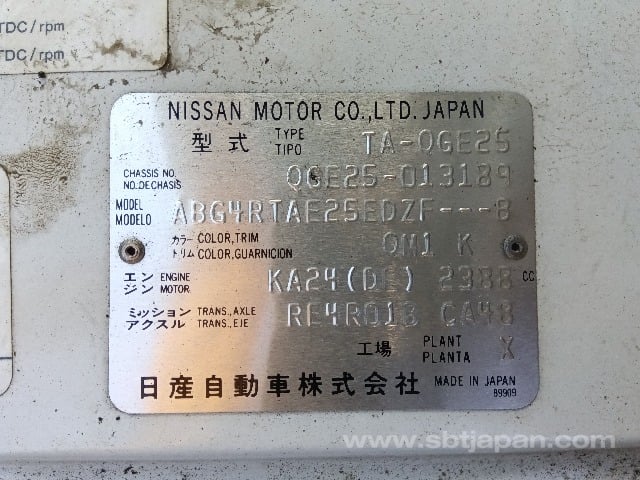 TDC/rpm
TDC/rpm
NISSAN MOTOR CO.,LTD. JAPAN
型式 TYPE TIPO TA-QGE25
CHASSIS NO. NO.DE CHASIS QGE25-013189
MODEL MODELO ABG4RTAE25EDZF---B
カラー COLOR,TRIM
トリム COLOR,GUARNICION QM1 K
エンジン ENGINE MOTOR KA24(DE) 2388 CC
ミッション TRANS.,AXLE
アクスル TRANS.,EJE RE4R01B CA48
工場 PLANT PLANTA X
日産自動車株式会社 MADE IN JAPAN
89909
www.sbtjapan.com